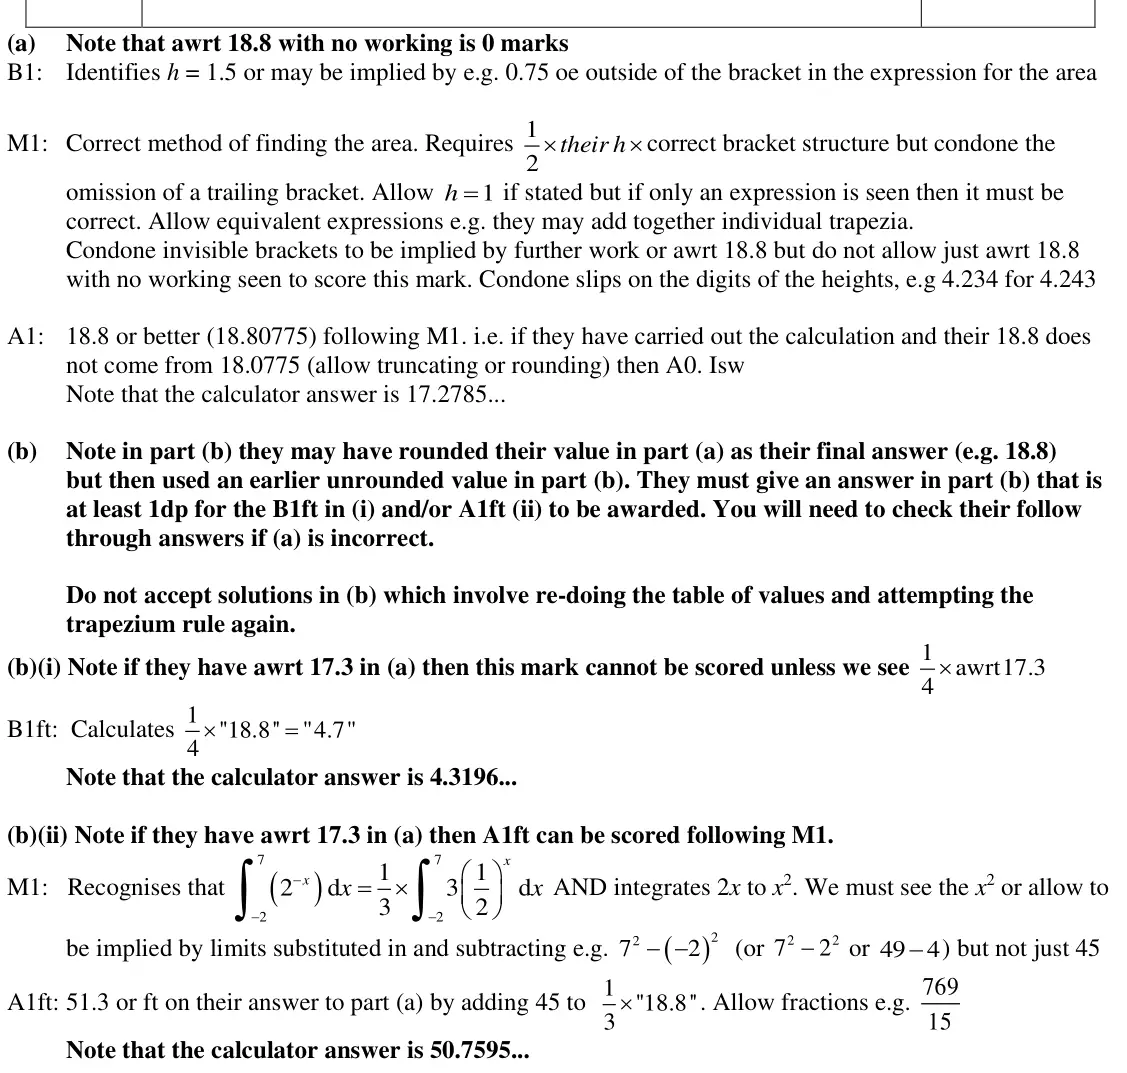 (a) Note that awrt 18.8 with no working is 0 marks
B1: Identifies h = 1.5 or may be implied by e.g. 0.75 oe outside of the bracket in the expression for the area
M1: Correct method of finding the area. Requires 1/2 × their h × correct bracket structure but condone the
omission of a trailing bracket. Allow h = 1 if stated but if only an expression is seen then it must be
correct. Allow equivalent expressions e.g. they may add together individual trapezia.
Condone invisible brackets to be implied by further work or awrt 18.8 but do not allow just awrt 18.8
with no working seen to score this mark. Condone slips on the digits of the heights, e.g 4.234 for 4.243
A1: 18.8 or better (18.80775) following M1. i.e. if they have carried out the calculation and their 18.8 does
not come from 18.0775 (allow truncating or rounding) then A0. Isw
Note that the calculator answer is 17.2785...
(b) Note in part (b) they may have rounded their value in part (a) as their final answer (e.g. 18.8)
but then used an earlier unrounded value in part (b). They must give an answer in part (b) that is
at least 1dp for the B1ft in (i) and/or A1ft (ii) to be awarded. You will need to check their follow
through answers if (a) is incorrect.
Do not accept solutions in (b) which involve re-doing the table of values and attempting the
trapezium rule again.
(b)(i) Note if they have awrt 17.3 in (a) then this mark cannot be scored unless we see 1/4 × awrt17.3
B1ft: Calculates 1/4 × "18.8" = "4.7"
Note that the calculator answer is 4.3196...
(b)(ii) Note if they have awrt 17.3 in (a) then A1ft can be scored following M1.
M1: Recognises that ∫₋₂⁷ (2⁻ˣ) dx = 1/3 × ∫₋₂⁷ 3(1/2)ˣ dx AND integrates 2x to x². We must see the x² or allow to
be implied by limits substituted in and subtracting e.g. 7² – (–2)² (or 7² – 2² or 49 – 4) but not just 45
A1ft: 51.3 or ft on their answer to part (a) by adding 45 to 1/3 × "18.8". Allow fractions e.g. 769/15
Note that the calculator answer is 50.7595...